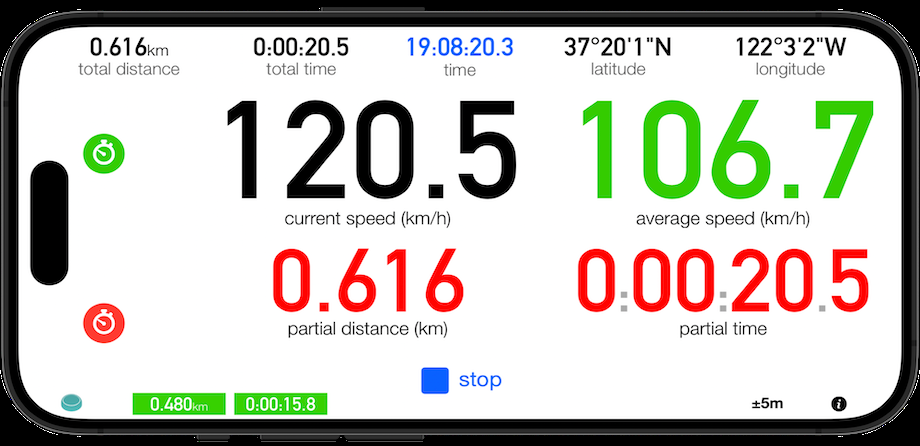 0.616km 0:00:20.5 19:08:20.3 37°20'1"N 122°3'2"W
total distance total time time latitude longitude
120.5 106.7
current speed (km/h) average speed (km/h)
0.616 0:00:20.5
partial distance (km) partial time
stop
0.480km 0:00:15.8 ±5m i